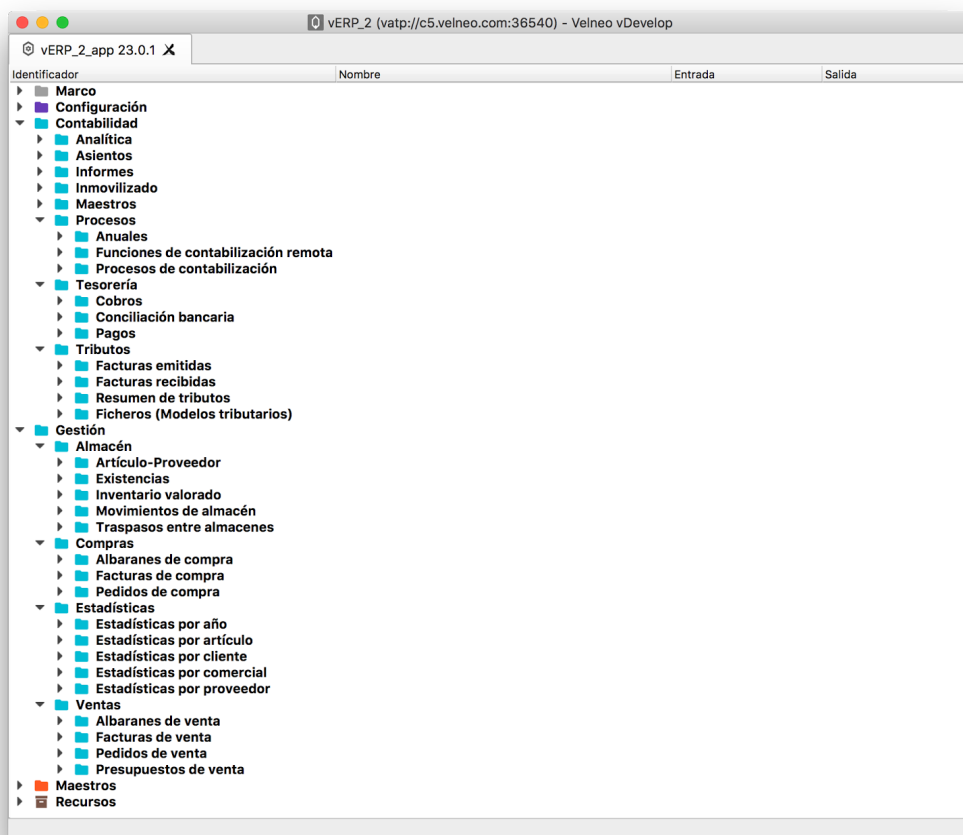 vERP_2 (vatp://c5.velneo.com:36540) - Velneo vDevelop
vERP_2_app 23.0.1
Identificador Nombre Entrada Salida
Marco
Configuración
Contabilidad
Analítica
Asientos
Informes
Inmovilizado
Maestros
Procesos
Anuales
Funciones de contabilización remota
Procesos de contabilización
Tesorería
Cobros
Conciliación bancaria
Pagos
Tributos
Facturas emitidas
Facturas recibidas
Resumen de tributos
Ficheros (Modelos tributarios)
Gestión
Almacén
Artículo-Proveedor
Existencias
Inventario valorado
Movimientos de almacén
Traspasos entre almacenes
Compras
Albaranes de compra
Facturas de compra
Pedidos de compra
Estadísticas
Estadísticas por año
Estadísticas por artículo
Estadísticas por cliente
Estadísticas por comercial
Estadísticas por proveedor
Ventas
Albaranes de venta
Facturas de venta
Pedidos de venta
Presupuestos de venta
Maestros
Recursos